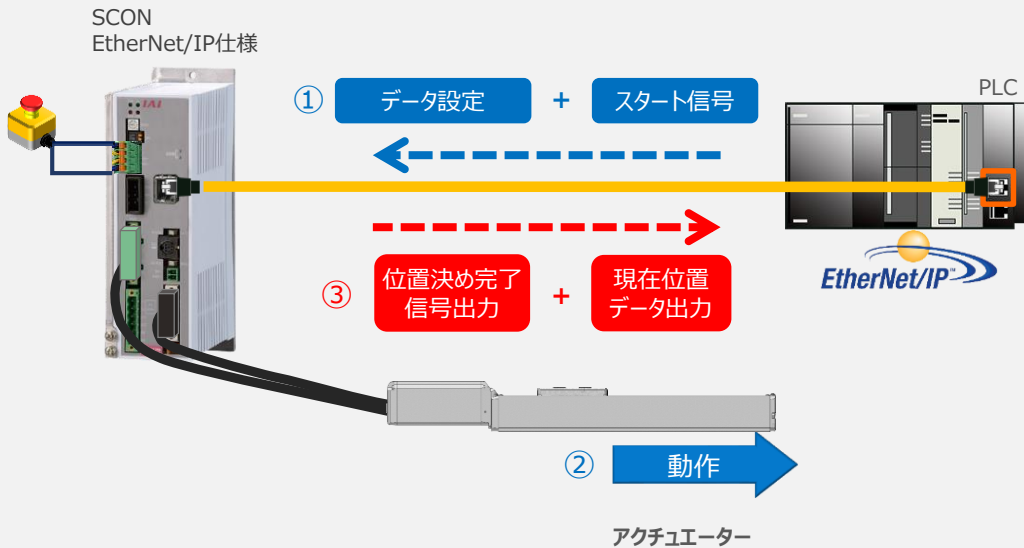 SCON
EtherNet/IP仕様
IAI
PLC
① データ設定 + スタート信号
EtherNet/IP™
③ 位置決め完了
信号出力
+
現在位置
データ出力
② 動作
アクチュエーター